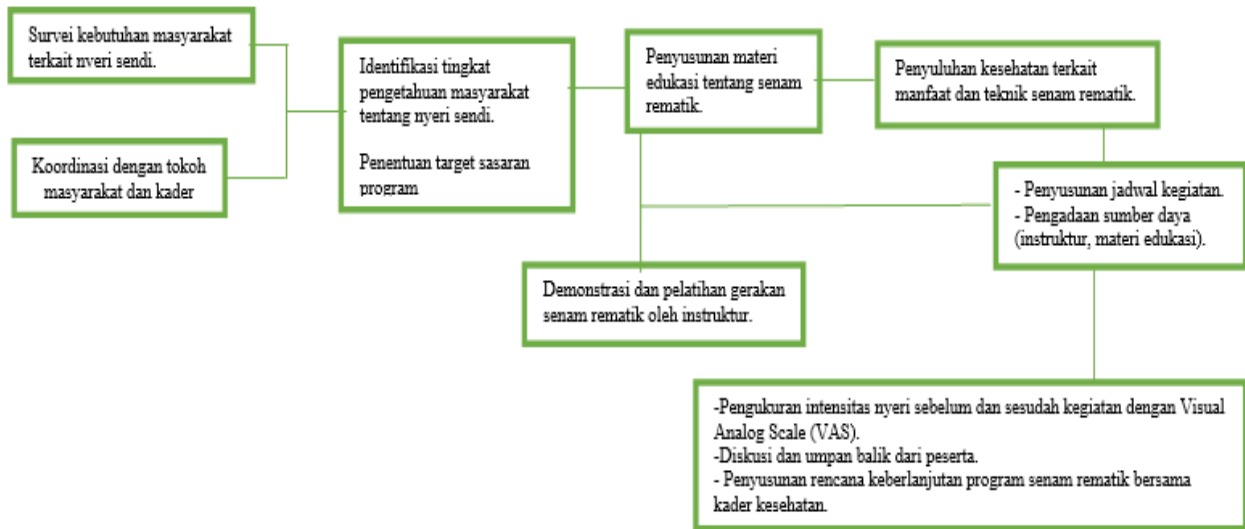 Survei kebutuhan masyarakat
terkait nyeri sendi.
Koordinasi dengan tokoh
masyarakat dan kader
Identifikasi tingkat
pengetahuan masyarakat
tentang nyeri sendi.
Penentuan target sasaran
program
Penyusunan materi
edukasi tentang senam
rematik.
Penyuluhan kesehatan terkait
manfaat dan teknik senam rematik.
- Penyusunan jadwal kegiatan.
- Pengadaan sumber daya
(instruktur, materi edukasi).
Demonstrasi dan pelatihan gerakan
senam rematik oleh instruktur.
-Pengukuran intensitas nyeri sebelum dan sesudah kegiatan dengan Visual
Analog Scale (VAS).
-Diskusi dan umpan balik dari peserta.
- Penyusunan rencana keberlanjutan program senam rematik bersama
kader kesehatan.